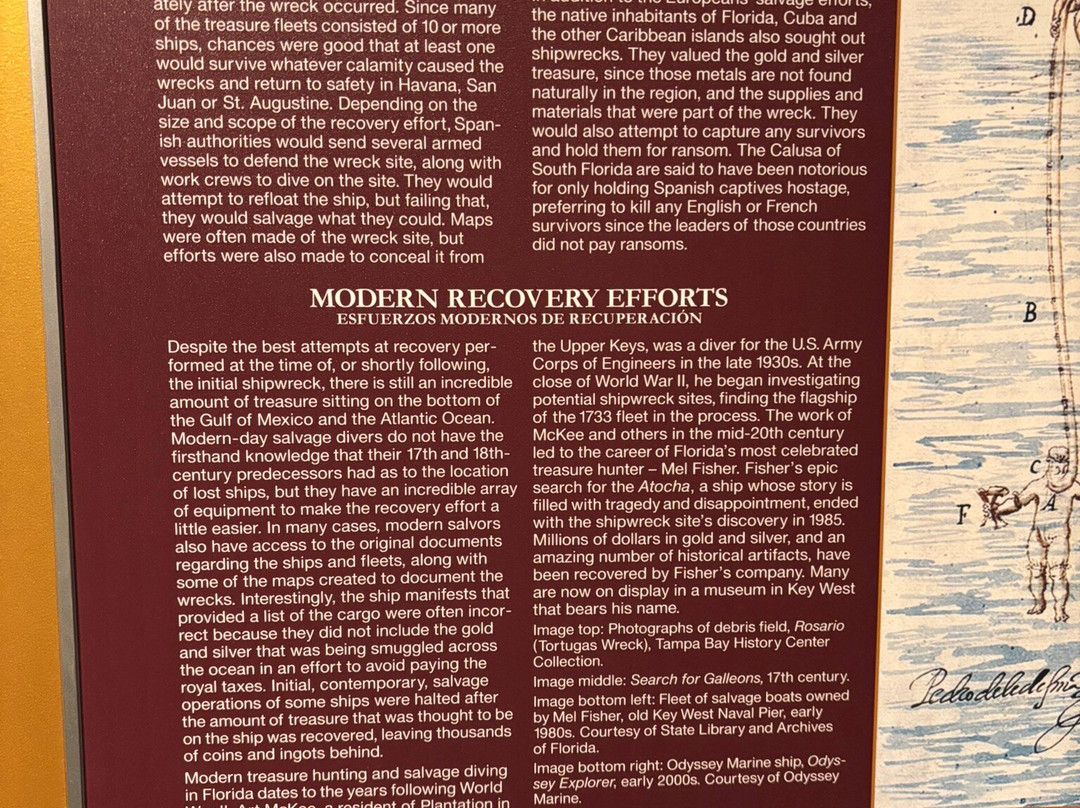 ately after the wreck occurred. Since many
of the treasure fleets consisted of 10 or more
ships, chances were good that at least one
would survive whatever calamity caused the
wrecks and return to safety in Havana, San
Juan or St. Augustine. Depending on the
size and scope of the recovery effort, Span-
ish authorities would send several armed
vessels to defend the wreck site, along with
work crews to dive on the site. They would
attempt to refloat the ship, but failing that,
they would salvage what they could. Maps
were often made of the wreck site, but
efforts were also made to conceal it from
in addition to the Europeans' salvage efforts,
the native inhabitants of Florida, Cuba and
the other Caribbean islands also sought out
shipwrecks. They valued the gold and silver
treasure, since those metals are not found
naturally in the region, and the supplies and
materials that were part of the wreck. They
would also attempt to capture any survivors
and hold them for ransom. The Calusa of
South Florida are said to have been notorious
for only holding Spanish captives hostage,
preferring to kill any English or French
survivors since the leaders of those countries
did not pay ransoms.
MODERN RECOVERY EFFORTS
ESFUERZOS MODERNOS DE RECUPERACIÓN
Despite the best attempts at recovery per-
formed at the time of, or shortly following,
the initial shipwreck, there is still an incredible
amount of treasure sitting on the bottom of
the Gulf of Mexico and the Atlantic Ocean.
Modern-day salvage divers do not have the
firsthand knowledge that their 17th and 18th-
century predecessors had as to the location
of lost ships, but they have an incredible array
of equipment to make the recovery effort a
little easier. In many cases, modern salvors
also have access to the original documents
regarding the ships and fleets, along with
some of the maps created to document the
wrecks. Interestingly, the ship manifests that
provided a list of the cargo were often incor-
rect because they did not include the gold
and silver that was being smuggled across
the ocean in an effort to avoid paying the
royal taxes. Initial, contemporary, salvage
operations of some ships were halted after
the amount of treasure that was thought to be
on the ship was recovered, leaving thousands
of coins and ingots behind.
Modern treasure hunting and salvage diving
in Florida dates to the years following World
War II. Art McKee, a resident of Plantation in
the Upper Keys, was a diver for the U.S. Army
Corps of Engineers in the late 1930s. At the
close of World War II, he began investigating
potential shipwreck sites, finding the flagship
of the 1733 fleet in the process. The work of
McKee and others in the mid-20th century
led to the career of Florida's most celebrated
treasure hunter – Mel Fisher. Fisher's epic
search for the Atocha, a ship whose story is
filled with tragedy and disappointment, ended
with the shipwreck site's discovery in 1985.
Millions of dollars in gold and silver, and an
amazing number of historical artifacts, have
been recovered by Fisher's company. Many
are now on display in a museum in Key West
that bears his name.
Image top: Photographs of debris field, Rosario
(Tortugas Wreck), Tampa Bay History Center
Collection.
Image middle: Search for Galleons, 17th century.
Image bottom left: Fleet of salvage boats owned
by Mel Fisher, old Key West Naval Pier, early
1980s. Courtesy of State Library and Archives
of Florida.
Image bottom right: Odyssey Marine ship, Odys-
sey Explorer, early 2000s. Courtesy of Odyssey
Marine.
D
B
C
F
A